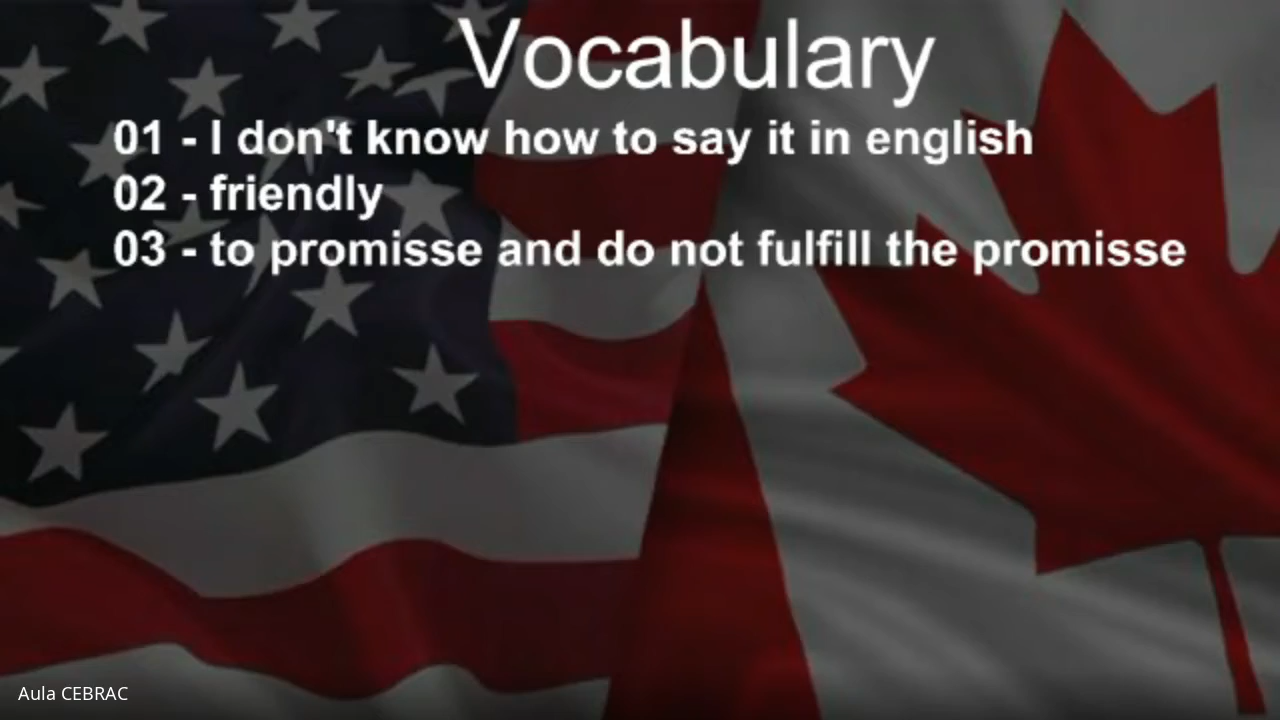 Vocabulary
01 - I don't know how to say it in english
02 - friendly
03 - to promisse and do not fulfill the promisse
Aula CEBRAC